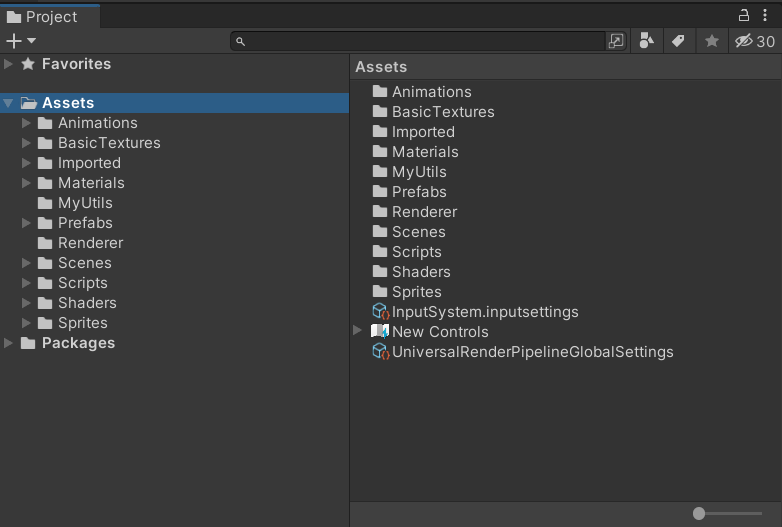 Project
30
Favorites
Assets
Animations
BasicTextures
Imported
Materials
MyUtils
Prefabs
Renderer
Scenes
Scripts
Shaders
Sprites
Packages
Assets
Animations
BasicTextures
Imported
Materials
MyUtils
Prefabs
Renderer
Scenes
Scripts
Shaders
Sprites
InputSystem.inputsettings
New Controls
UniversalRenderPipelineGlobalSettings